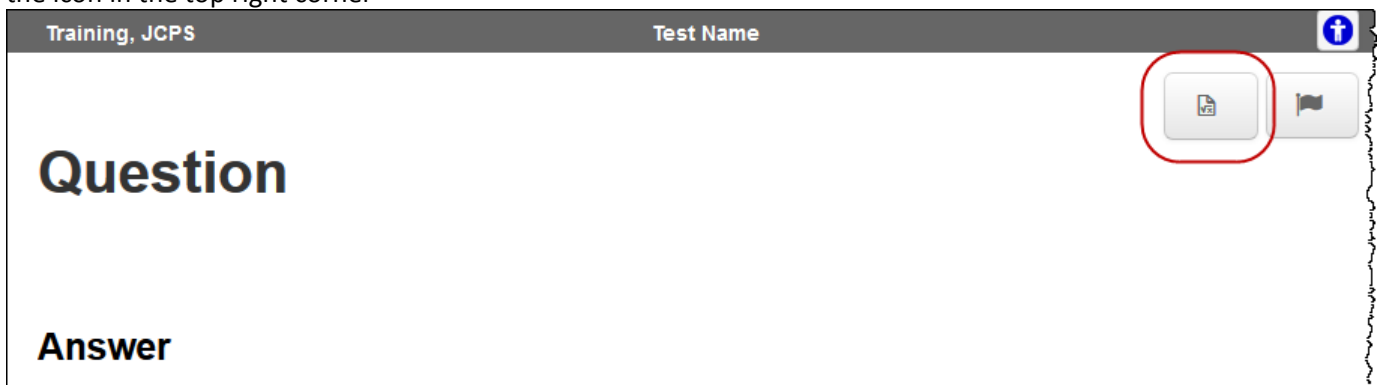 the icon in the top right corner
Training, JCPS Test Name
Question
Answer